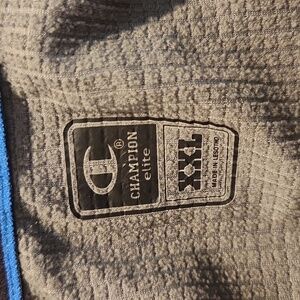 C
®
CHAMPION
elite
XXL
MADE IN LESOTHO